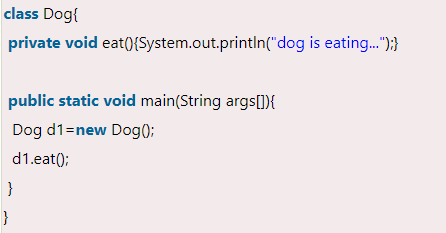 class Dog{
 private void eat(){System.out.println("dog is eating...");}

 public static void main(String args[]){
  Dog d1=new Dog();
  d1.eat();
 }
}